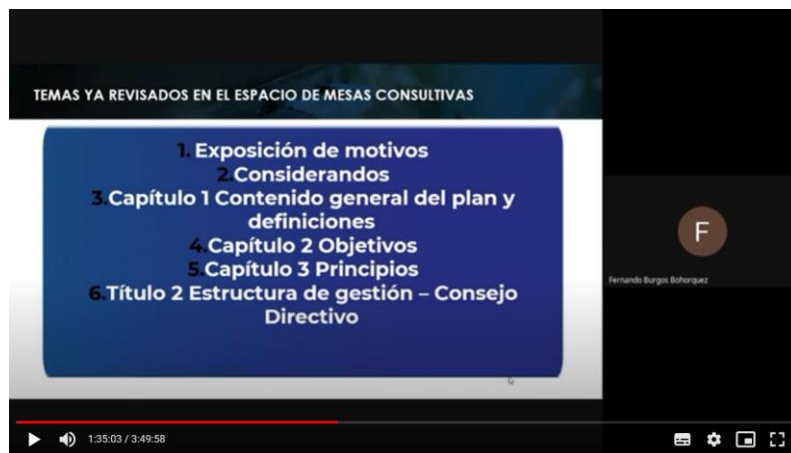 TEMAS YA REVISADOS EN EL ESPACIO DE MESAS CONSULTIVAS
1. Exposición de motivos
2.Considerandos
3.Capítulo 1 Contenido general del plan y
definiciones
4.Capítulo 2 Objetivos
5.Capítulo 3 Principios
6.Título 2 Estructura de gestión – Consejo
Directivo
F
Fernando Burgos Bohorquez
1:35:03 / 3:49:58